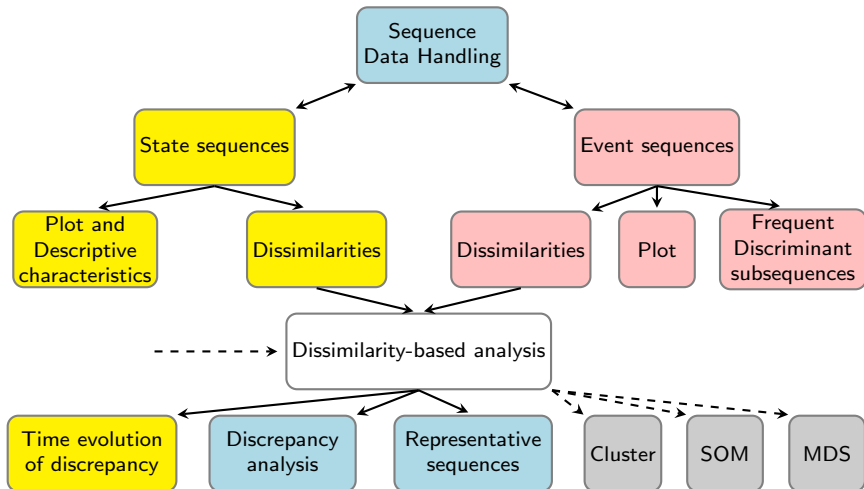 Sequence
Data Handling
State sequences
Event sequences
Plot and
Descriptive
characteristics
Dissimilarities
Dissimilarities
Plot
Frequent
Discriminant
subsequences
Dissimilarity-based analysis
Time evolution
of discrepancy
Discrepancy
analysis
Representative
sequences
Cluster
SOM
MDS